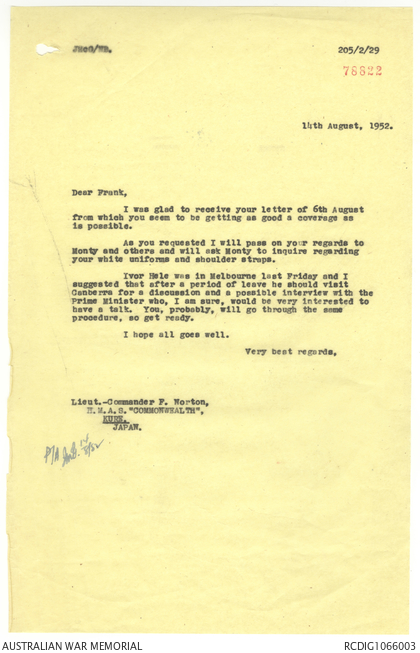 JMcG/WB.
205/2/29
78822
14th August, 1952.
Dear Frank,
I was glad to receive your letter of 6th August
from which you seem to be getting as good a coverage as
is possible.
As you requested I will pass on your regards to
Monty and others and will ask Monty to inquire regarding
your white uniforms and shoulder straps.
Ivor Hele was in Melbourne last Friday and I
suggested that after a period of leave he should visit
Canberra for a discussion and a possible interview with the
Prime Minister who, I am sure, would be very interested to
have a talk. You, probably, will go through the same
procedure, so get ready.
I hope all goes well.
Very best regards,
Lieut.-Commander F. Norton,
H.M.A.S. "COMMONWEALTH",
KURE,
JAPAN.
P/A 14/8/52
AUSTRALIAN WAR MEMORIAL
RCDIG1066003